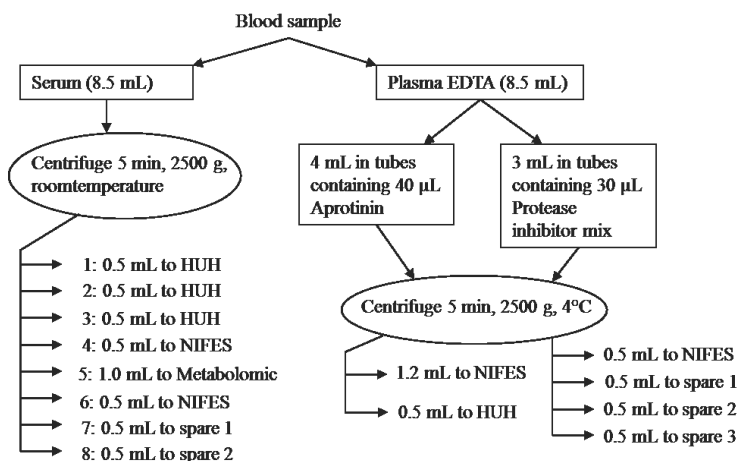 Blood sample
Serum (8.5 mL)
Plasma EDTA (8.5 mL)
Centrifuge 5 min, 2500 g,
roomtemperature
4 mL in tubes
containing 40 µL
Aprotinin
3 mL in tubes
containing 30 µL
Protease
inhibitor mix
1: 0.5 mL to HUH
2: 0.5 mL to HUH
3: 0.5 mL to HUH
4: 0.5 mL to NIFES
5: 1.0 mL to Metabolomic
6: 0.5 mL to NIFES
7: 0.5 mL to spare 1
8: 0.5 mL to spare 2
Centrifuge 5 min, 2500 g, 4°C
1.2 mL to NIFES
0.5 mL to HUH
0.5 mL to NIFES
0.5 mL to spare 1
0.5 mL to spare 2
0.5 mL to spare 3